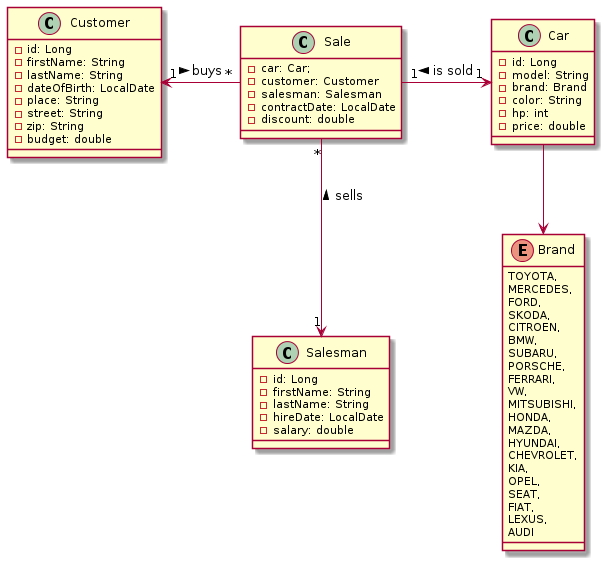 C Customer
id: Long
firstName: String
lastName: String
dateOfBirth: LocalDate
place: String
street: String
zip: String
budget: double
1 buys *
C Sale
car: Car;
customer: Customer
salesman: Salesman
contractDate: LocalDate
discount: double
1 is sold 1
C Car
id: Long
model: String
brand: Brand
color: String
hp: int
price: double
*
sells
1
C Salesman
id: Long
firstName: String
lastName: String
hireDate: LocalDate
salary: double
E Brand
TOYOTA,
MERCEDES,
FORD,
SKODA,
CITROEN,
BMW,
SUBARU,
PORSCHE,
FERRARI,
VW,
MITSUBISHI,
HONDA,
MAZDA,
HYUNDAI,
CHEVROLET,
KIA,
OPEL,
SEAT,
FIAT,
LEXUS,
AUDI